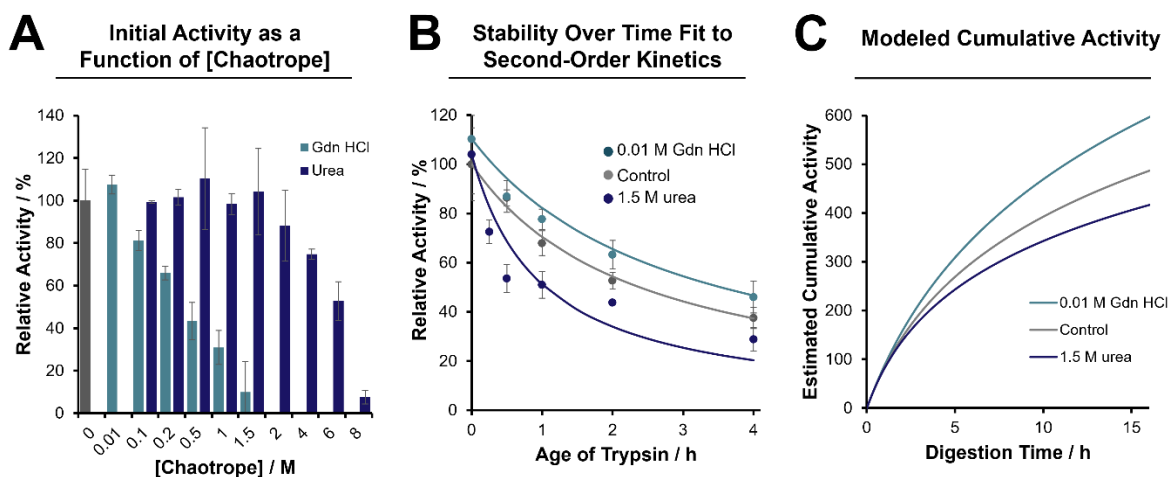 A
Initial Activity as a
Function of [Chaotrope]
Relative Activity / %
140
120
100
80
60
40
20
0
Gdn HCl
Urea
0
0.01
0.1
0.2
0.5
1
1.5
2
4
6
8
[Chaotrope] / M
B
Stability Over Time Fit to
Second-Order Kinetics
Relative Activity / %
120
100
80
60
40
20
0
0.01 M Gdn HCl
Control
1.5 M urea
0
1
2
3
4
Age of Trypsin / h
C
Modeled Cumulative Activity
Estimated Cumulative Activity
600
500
400
300
200
100
0
0.01 M Gdn HCl
Control
1.5 M urea
0
5
10
15
Digestion Time / h